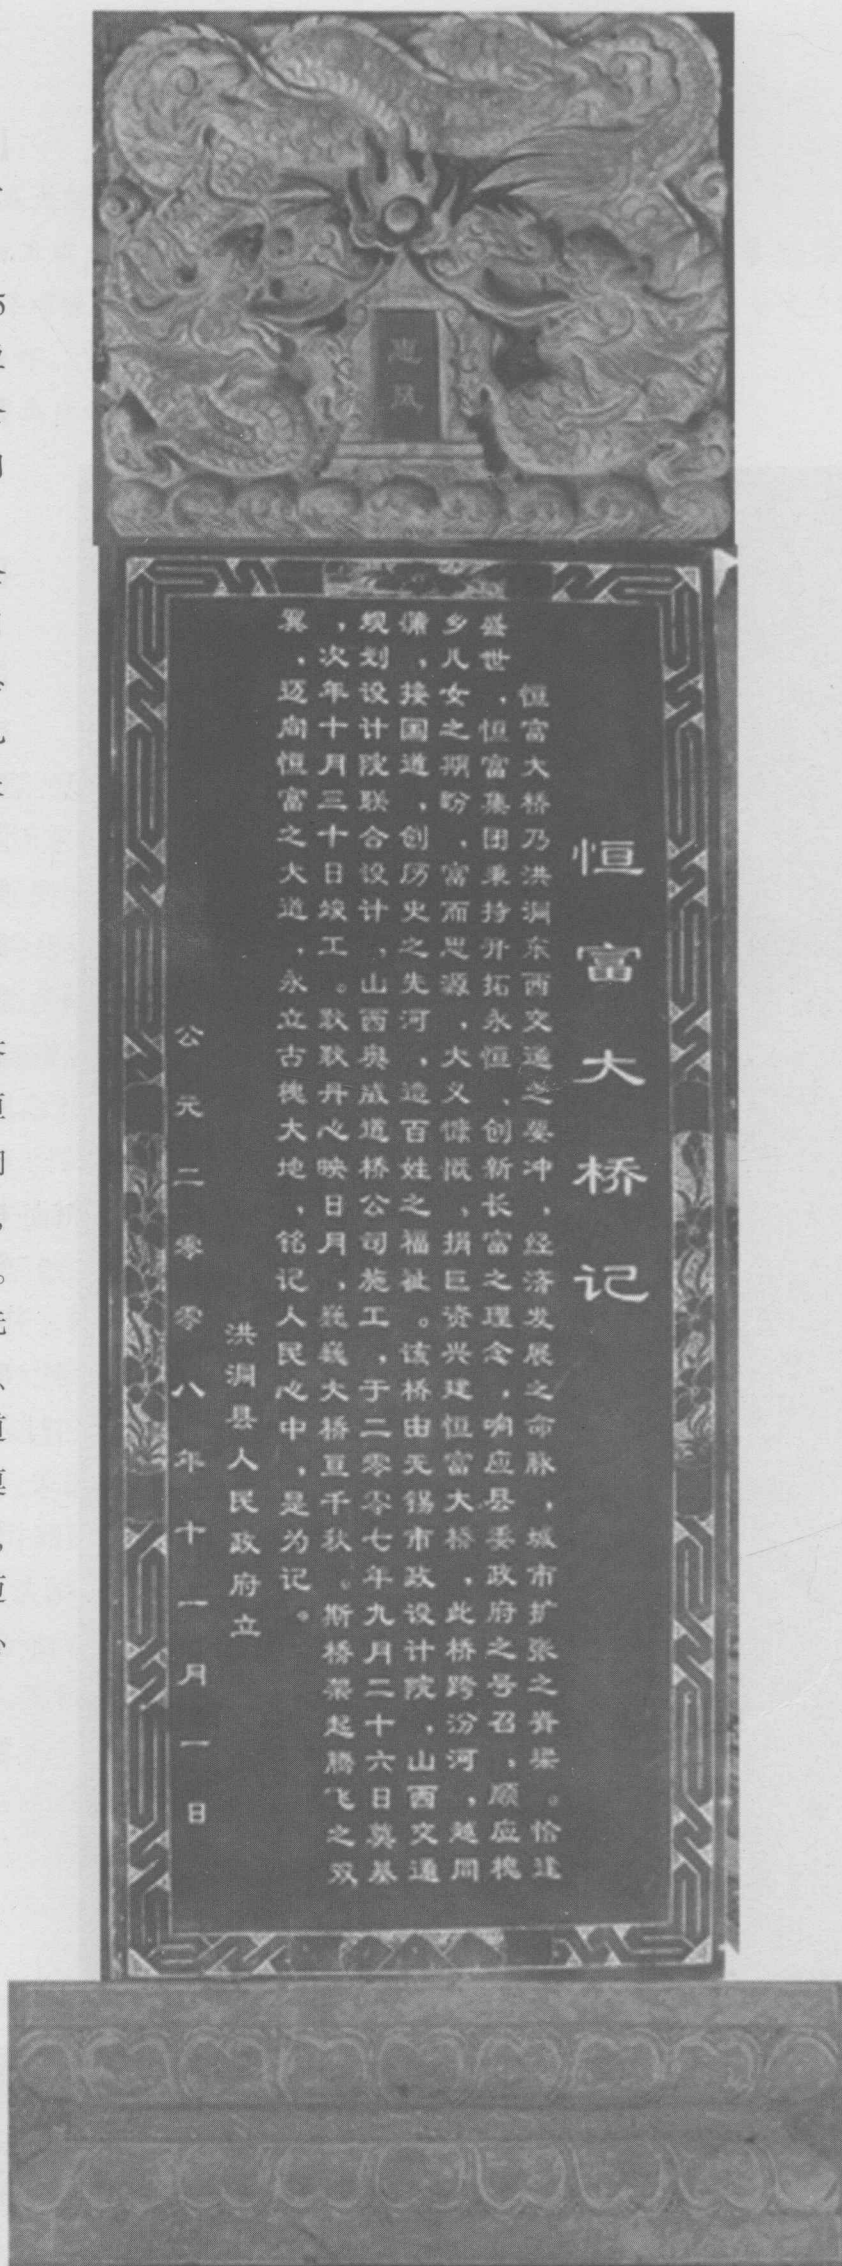 惠风
恒富大桥记
恒富大桥乃洪洞东西交通之要冲，经济发展之命脉，城市扩张之脊梁。恰逢
盛世，恒富集团秉持开拓永恒、创新长富之理念，响应县委政府之号召，顺应槐
乡儿女之期盼，富而思源，大义慷慨，捐巨资兴建恒富大桥，此桥跨汾河，越同
蒲，接国道，创历史之先河，造百姓之福祉。该桥由无锡市政设计院，山西交通
规划设计院联合设计，山西奥威道桥公司施工，于二零零七年九月二十六日奠基
，次年十月三十日竣工。耿耿丹心映日月，巍巍大桥亘千秋。斯桥架起腾飞之双
翼，迈向恒富之大道，永立古槐大地，铭记人民心中，是为记。
洪洞县人民政府立
公元二零零八年十一月一日